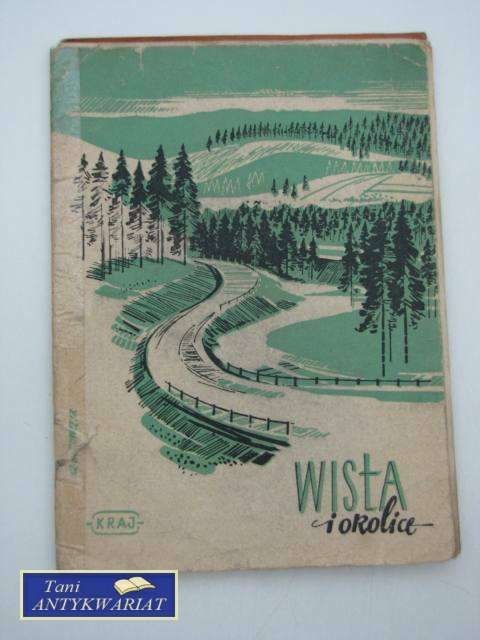 WISŁA
i okolice
KRAJ
Tani
ANTYKWARIAT